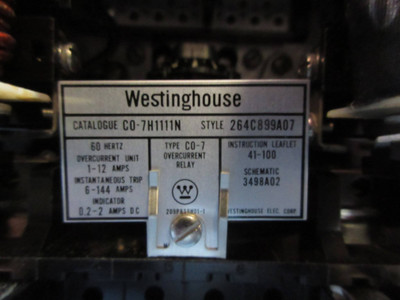 Westinghouse
CATALOGUE CO-7H1111N STYLE 264C899A07
60 HERTZ
OVERCURRENT UNIT
1-12 AMPS
INSTANTANEOUS TRIP
6-144 AMPS
INDICATOR
0.2-2 AMPS DC
TYPE CO-7
OVERCURRENT
RELAY
INSTRUCTION LEAFLET
41-100
SCHEMATIC
3498A02
WESTINGHOUSE ELEC. CORP.